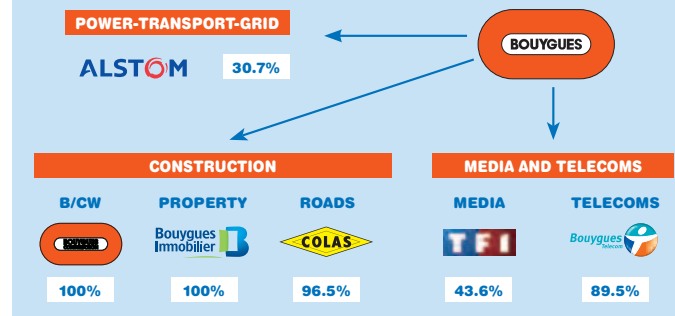 POWER-TRANSPORT-GRID
BOUYGUES
ALSTOM
30.7%
CONSTRUCTION
MEDIA AND TELECOMS
B/CW
PROPERTY
ROADS
MEDIA
TELECOMS
Bouygues
Immobilier
COLAS
TF1
Bouygues
Telecom
100%
100%
96.5%
43.6%
89.5%